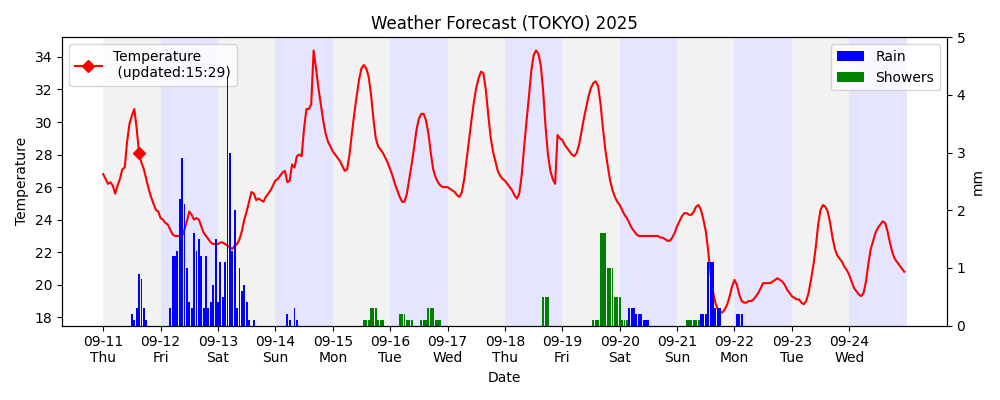 Weather Forecast (TOKYO) 2025
Temperature
(updated:15:29)
Rain
Showers
34
32
30
28
26
24
22
20
18
Temperature
5
4
3
2
1
0
mm
09-11 09-12 09-13 09-14 09-15 09-16 09-17 09-18 09-19 09-20 09-21 09-22 09-23 09-24
Thu Fri Sat Sun Mon Tue Wed Thu Fri Sat Sun Mon Tue Wed
Date